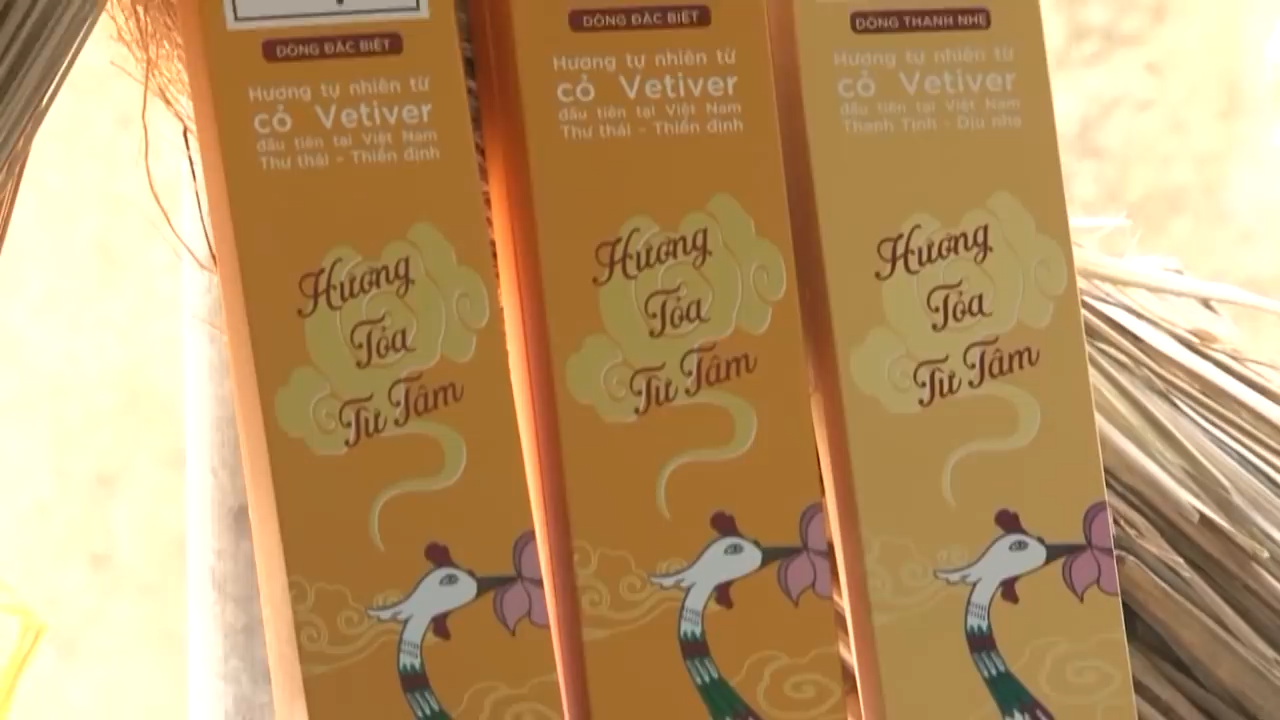 DÒNG ĐẶC BIỆT
Hương tự nhiên từ
cỏ Vetiver
đầu tiên tại Việt Nam
Thư thái - Thiền định
Hương
Tỏa
Từ Tâm
DÒNG ĐẶC BIỆT
Hương tự nhiên từ
cỏ Vetiver
đầu tiên tại Việt Nam
Thư thái - Thiền định
Hương
Tỏa
Từ Tâm
DÒNG THANH NHẸ
Hương tự nhiên từ
cỏ Vetiver
đầu tiên tại Việt Nam
Thanh Tịnh - Dịu nhẹ
Hương
Tỏa
Từ Tâm